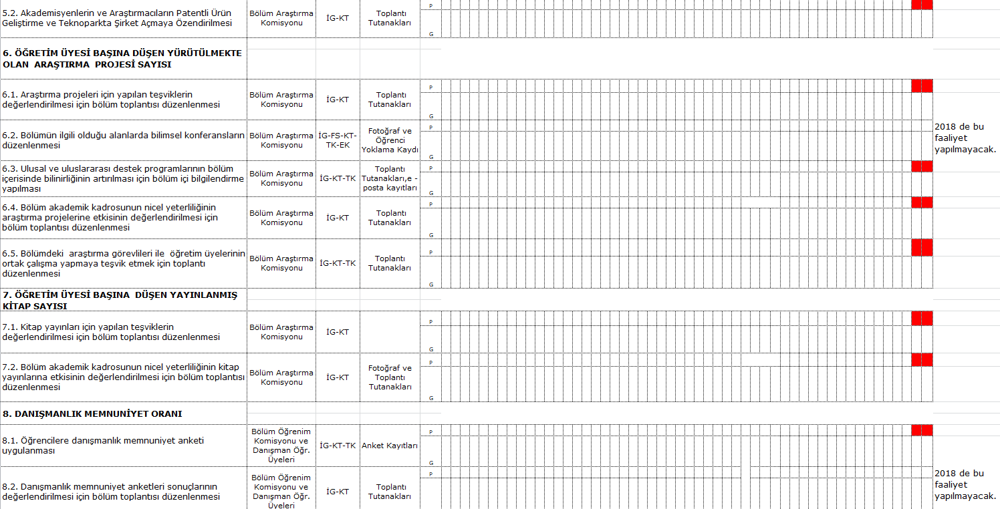 5.2. Akademisyenlerin ve Araştırmacıların Patentli Ürün
Geliştirme ve Teknoparkta Şirket Açmaya Özendirilmesi
Bölüm Araştırma
Komisyonu
İG-KT
Toplantı
Tutanakları
P
G
6. ÖĞRETİM ÜYESİ BAŞINA DÜŞEN YÜRÜTÜLMEKTE
OLAN ARAŞTIRMA PROJESİ SAYISI
6.1. Araştırma projeleri için yapılan teşviklerin
değerlendirilmesi için bölüm toplantısı düzenlenmesi
Bölüm Araştırma
Komisyonu
İG-KT
Toplantı
Tutanakları
P
G
6.2. Bölümün ilgili olduğu alanlarda bilimsel konferansların
düzenlenmesi
Bölüm Araştırma
Komisyonu
İG-FS-KT-
TK-EK
Fotoğraf ve
Öğrenci
Yoklama Kaydı
P
G
2018 de bu
faaliyet
yapılmayacak.
6.3. Ulusal ve uluslararası destek programlarının bölüm
içerisinde bilinirliğinin artırılması için bölüm içi bilgilendirme
yapılması
Bölüm Araştırma
Komisyonu
İG-KT-TK
Toplantı
Tutanakları,e -
posta kayıtları
P
G
6.4. Bölüm akademik kadrosunun nicel yeterliliğinin
araştırma projelerine etkisinin değerlendirilmesi için
bölüm toplantısı düzenlenmesi
Bölüm Araştırma
Komisyonu
İG-KT
Toplantı
Tutanakları
P
G
6.5. Bölümdeki araştırma görevlileri ile öğretim üyelerinin
ortak çalışma yapmaya teşvik etmek için toplantı
düzenlenmesi
Bölüm Araştırma
Komisyonu
İG-KT-TK
Toplantı
Tutanakları
P
G
7. ÖĞRETİM ÜYESİ BAŞINA DÜŞEN YAYINLANMIŞ
KİTAP SAYISI
7.1. Kitap yayınları için yapılan teşviklerin
değerlendirilmesi için bölüm toplantısı düzenlenmesi
Bölüm Araştırma
Komisyonu
İG-KT
P
G
7.2. Bölüm akademik kadrosunun nicel yeterliliğinin kitap
yayınlarına etkisinin değerlendirilmesi için bölüm toplantısı
düzenlenmesi
Bölüm Araştırma
Komisyonu
İG-KT
Fotoğraf ve
Toplantı
Tutanakları
P
G
8. DANIŞMANLIK MEMNUNİYET ORANI
8.1. Öğrencilere danışmanlık memnuniyet anketi
uygulanması
Bölüm Öğrenim
Komisyonu ve
Danışman Öğr.
Üyeleri
İG-KT-TK
Anket Kayıtları
P
G
8.2. Danışmanlık memnuniyet anketleri sonuçlarının
değerlendirilmesi için bölüm toplantısı düzenlenmesi
Bölüm Öğrenim
Komisyonu ve
Danışman Öğr.
Üyeleri
İG-KT
Toplantı
Tutanakları
P
2018 de bu
faaliyet
yapılmayacak.